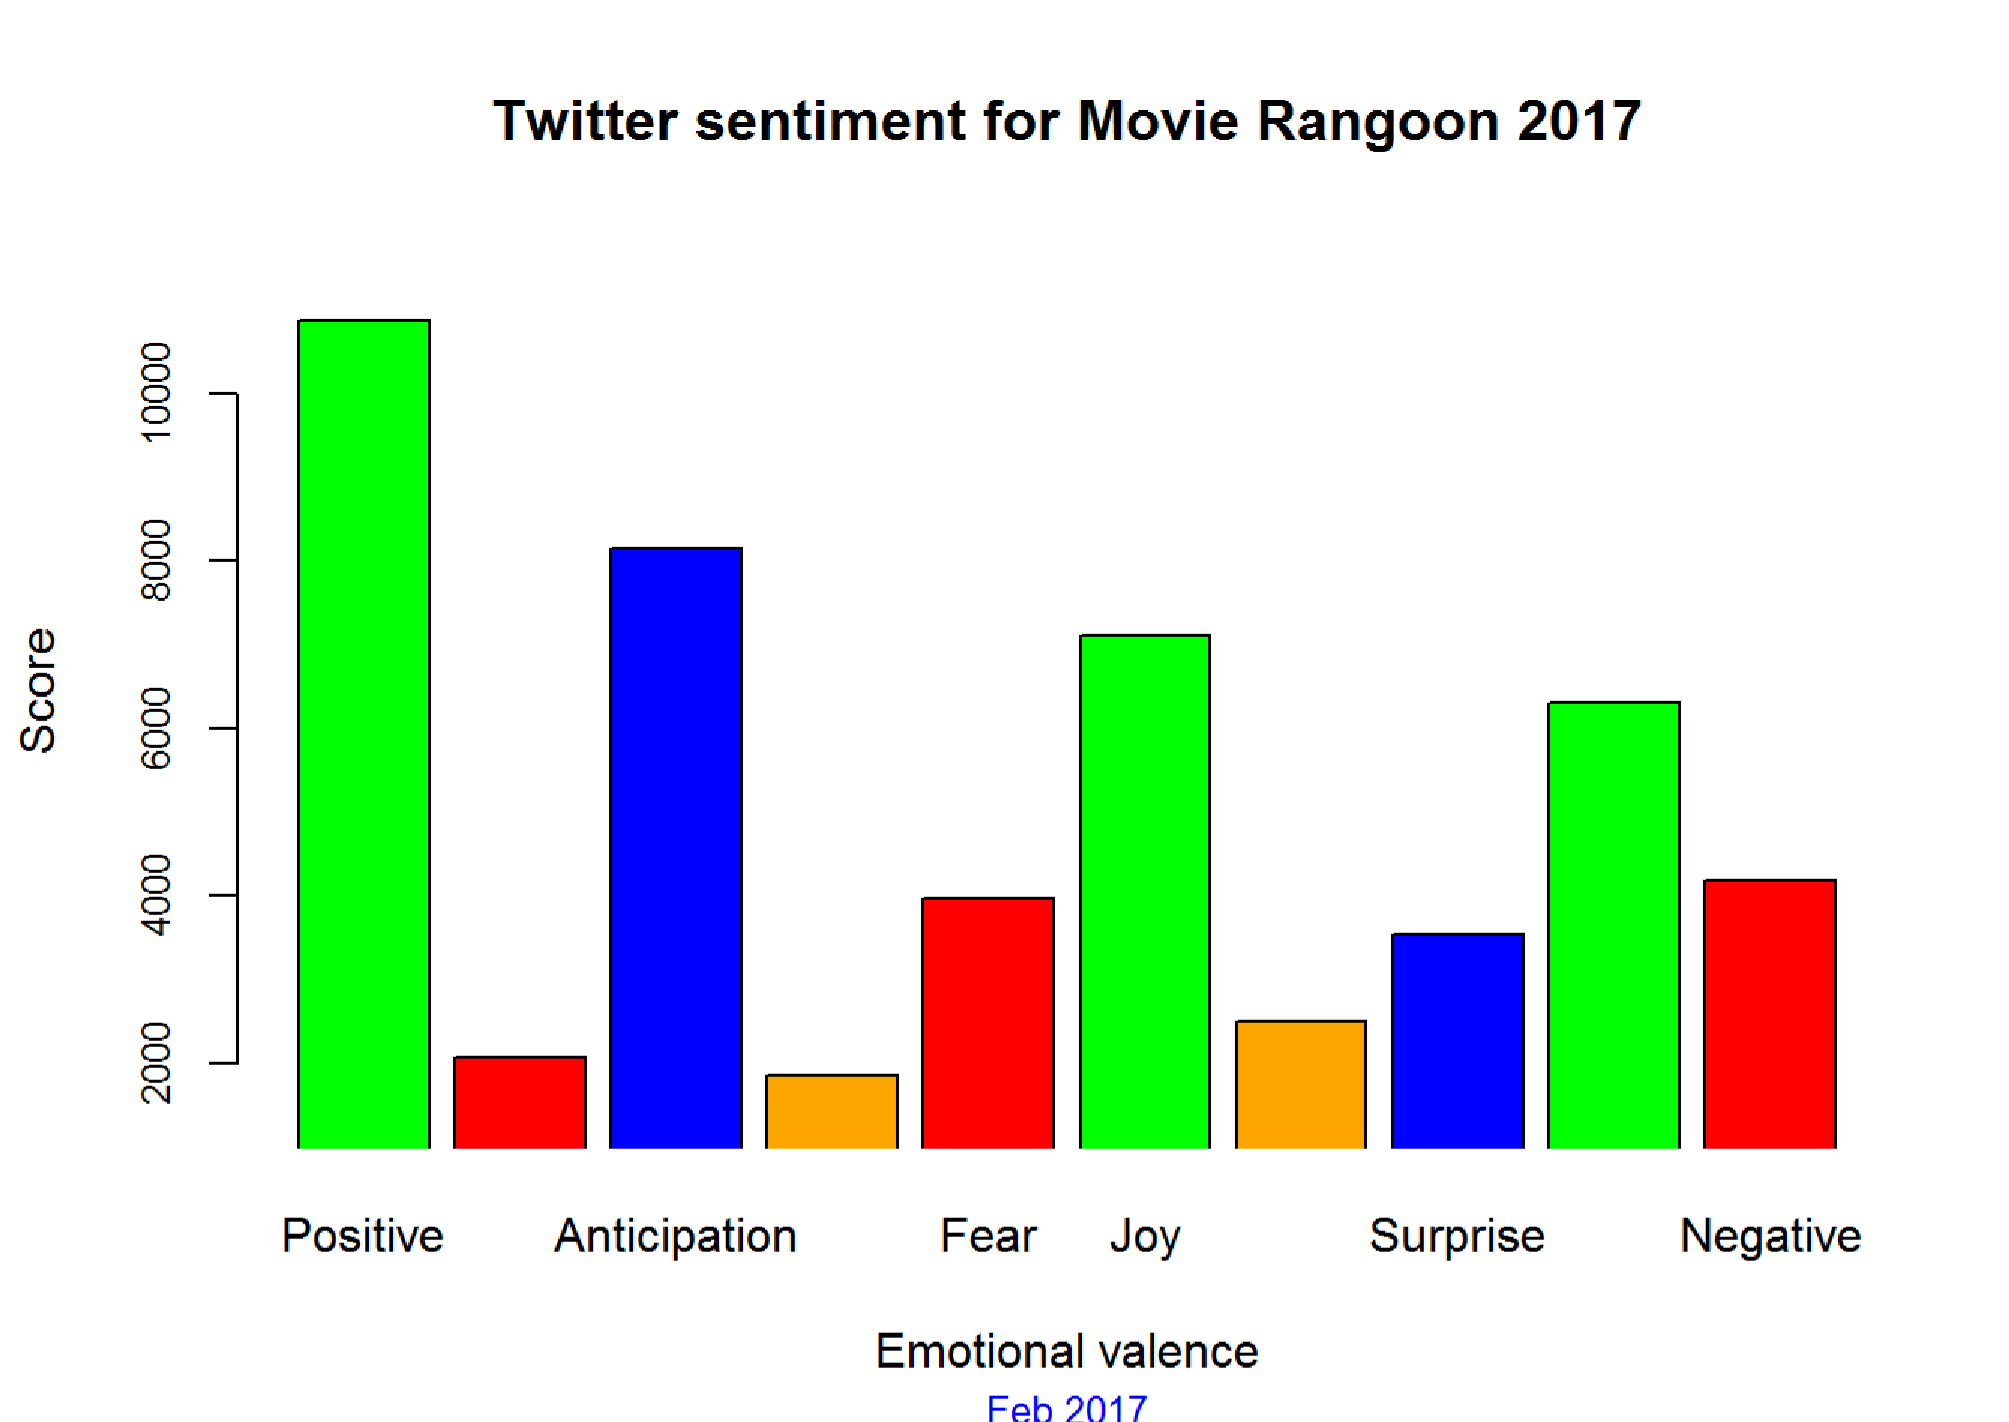 Twitter sentiment for Movie Rangoon 2017
Score
10000
8000
6000
4000
2000
Positive Anticipation Fear Joy Surprise Negative
Emotional valence
Feb 2017